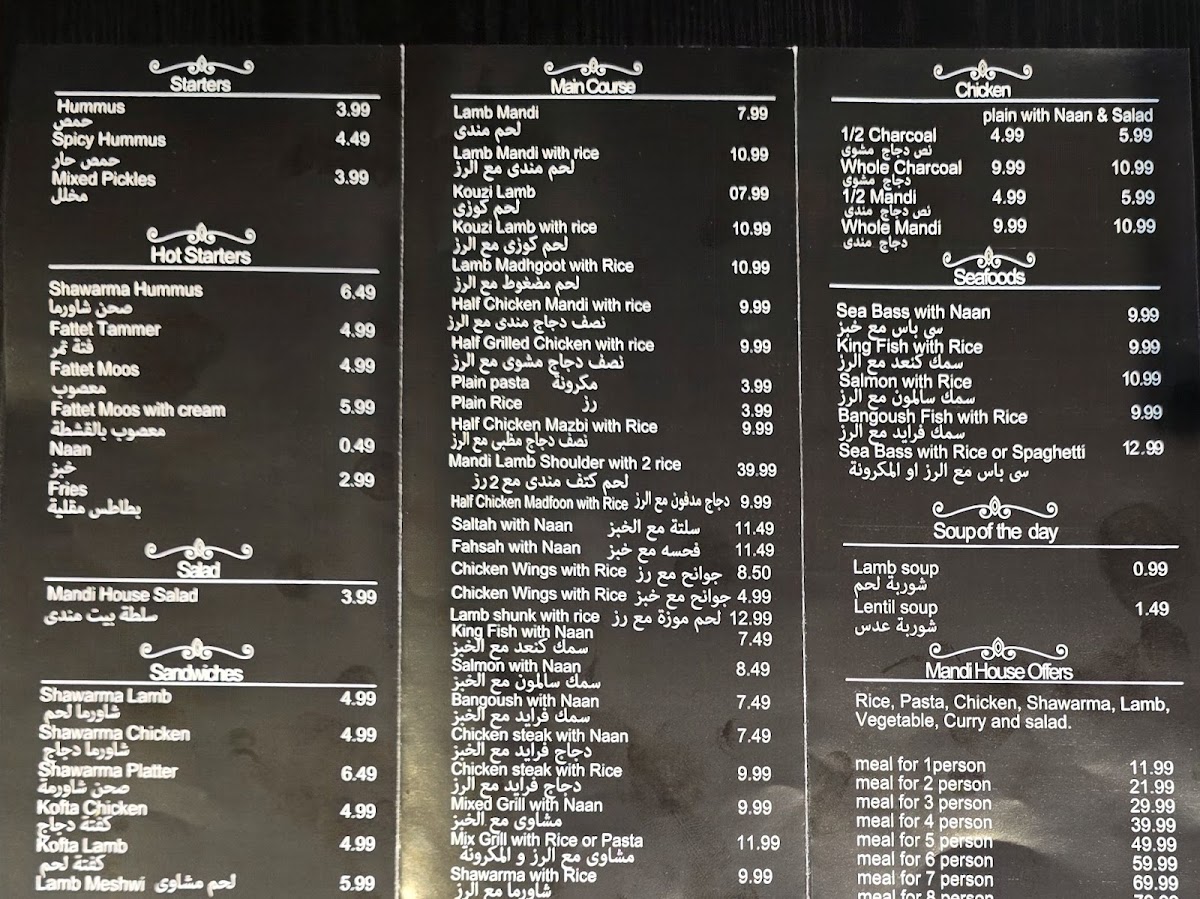 Starters
Hummus 3.99
حمص
Spicy Hummus 4.49
حمص حار
Mixed Pickles 3.99
مخلل
Hot Starters
Shawarma Hummus 6.49
صحن شاورما
Fattet Tammer 4.99
فتة تمر
Fattet Moos 4.99
معصوب
Fattet Moos with cream 5.99
معصوب بالقشطة
Naan 0.49
خبز
Fries 2.99
بطاطس مقلية
Salad
Mandi House Salad 3.99
سلطة بيت مندى
Sandwiches
Shawarma Lamb 4.99
شاورما لحم
Shawarma Chicken 4.99
شاورما دجاج
Shawarma Platter 6.49
صحن شاورمة
Kofta Chicken 4.99
كفتة دجاج
Kofta Lamb 4.99
كفتة لحم
Lamb Meshwi لحم مشاوى 5.99
Main Course
Lamb Mandi 7.99
لحم مندى
Lamb Mandi with rice 10.99
لحم مندى مع الرز
Kouzi Lamb 07.99
لحم كوزى
Kouzi Lamb with rice 10.99
لحم كوزى مع الرز
Lamb Madhgoot with Rice 10.99
لحم مضغوط مع الرز
Half Chicken Mandi with rice 9.99
نصف دجاج مندى مع الرز
Half Grilled Chicken with rice 9.99
نصف دجاج مشوى مع الرز
Plain pasta مكرونة 3.99
Plain Rice رز 3.99
Half Chicken Mazbi with Rice 9.99
نصف دجاج مظبى مع الرز
Mandi Lamb Shoulder with 2 rice 39.99
لحم كتف مندى مع 2 رز
Half Chicken Madfoon with Rice دجاج مدفون مع الرز 9.99
Saltah with Naan سلتة مع الخبز 11.49
Fahsah with Naan فحسه مع خبز 11.49
Chicken Wings with Rice جوانح مع رز 8.50
Chicken Wings with Rice جوانح مع خبز 4.99
Lamb shunk with rice لحم موزة مع رز 12.99
King Fish with Naan 7.49
سمك كنعد مع الخبز
Salmon with Naan 8.49
سمك سالمون مع الخبز
Bangoush with Naan 7.49
سمك فرايد مع الخبز
Chicken steak with Naan 7.49
دجاج فرايد مع الخبز
Chicken steak with Rice 9.99
دجاج فرايد مع الرز
Mixed Grill with Naan 9.99
مشاوى مع الخبز
Mix Grill with Rice or Pasta 11.99
مشاوى مع الرز و المكرونة
Shawarma with Rice 9.99
شاورما مع الرز
Chicken
plain with Naan & Salad
1/2 Charcoal 4.99 5.99
نص دجاج مشوى
Whole Charcoal 9.99 10.99
دجاج مشوى
1/2 Mandi 4.99 5.99
نص دجاج مندى
Whole Mandi 9.99 10.99
دجاج مندى
Seafoods
Sea Bass with Naan 9.99
سى باس مع خبز
King Fish with Rice 9.99
سمك كنعد مع الرز
Salmon with Rice 10.99
سمك سالمون مع الرز
Bangoush Fish with Rice 9.99
سمك فرايد مع الرز
Sea Bass with Rice or Spaghetti 12.99
سى باس مع الرز او المكرونة
Soup of the day
Lamb soup 0.99
شوربة لحم
Lentil soup 1.49
شوربة عدس
Mandi House Offers
Rice, Pasta, Chicken, Shawarma, Lamb,
Vegetable, Curry and salad.
meal for 1person 11.99
meal for 2 person 21.99
meal for 3 person 29.99
meal for 4 person 39.99
meal for 5 person 49.99
meal for 6 person 59.99
meal for 7 person 69.99
meal for 8 person